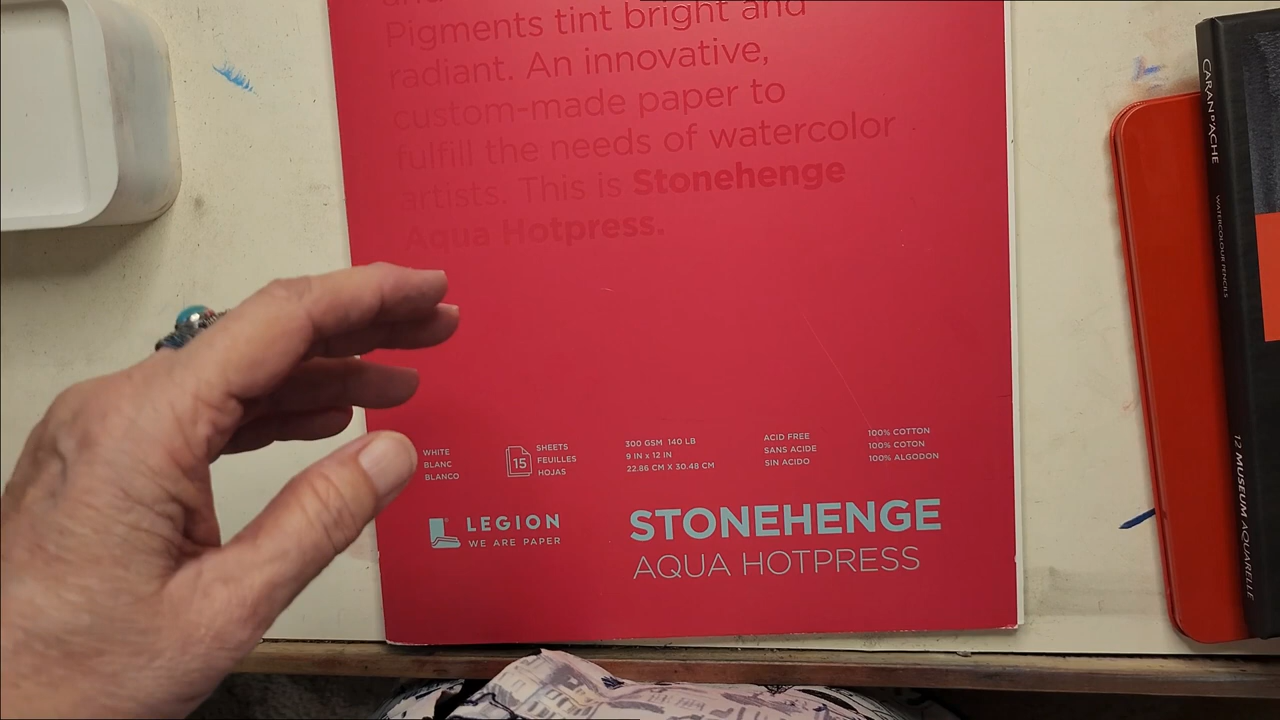 Pigments tint bright and
radiant. An innovative,
custom-made paper to
fulfill the needs of watercolor
artists. This is Stonehenge
Aqua Hotpress.
WHITE
BLANC
BLANCO
15
SHEETS
FEUILLES
HOJAS
300 GSM 140 LB
9 IN x 12 IN
22.86 CM X 30.48 CM
ACID FREE
SANS ACIDE
SIN ACIDO
100% COTTON
100% COTON
100% ALGODON
LEGION
WE ARE PAPER
STONEHENGE
AQUA HOTPRESS
CARAN D'ACHE
WATERCOLOUR PENCILS
12 MUSEUM AQUARELLE